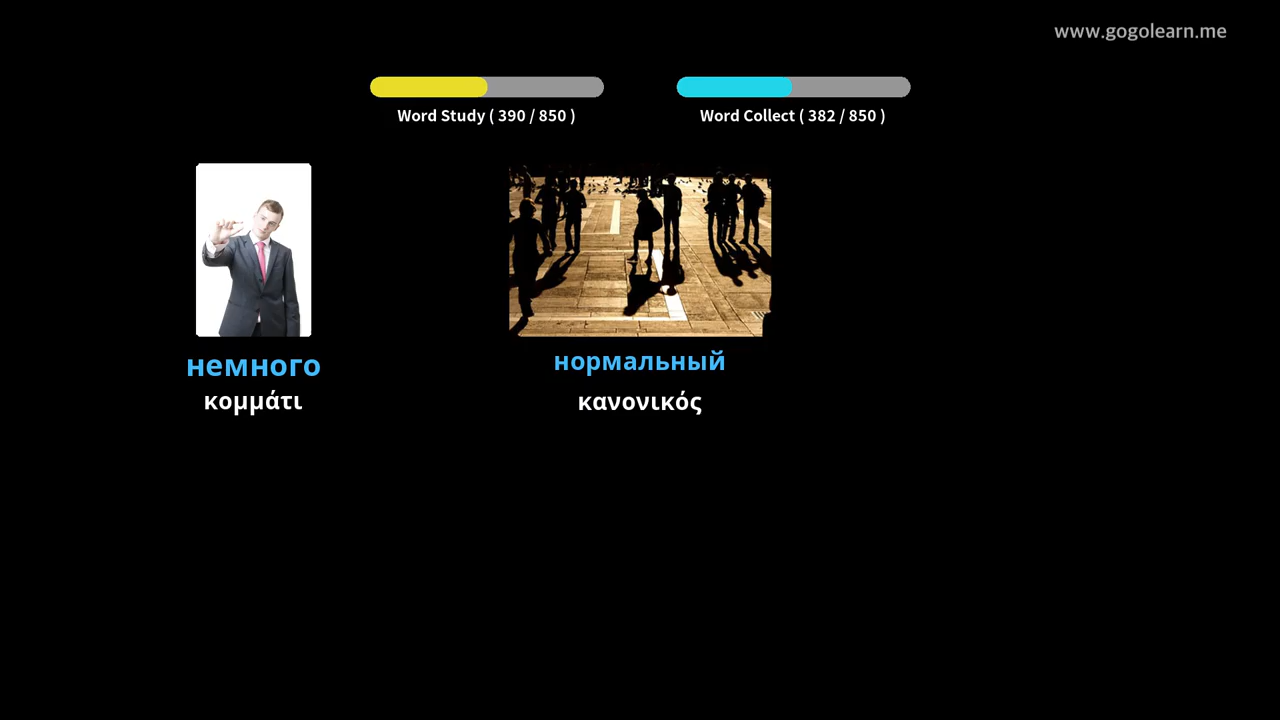 www.gogolearn.me
Word Study ( 390 / 850 )
Word Collect ( 382 / 850 )
немного
κομμάτι
нормальный
κανονικός